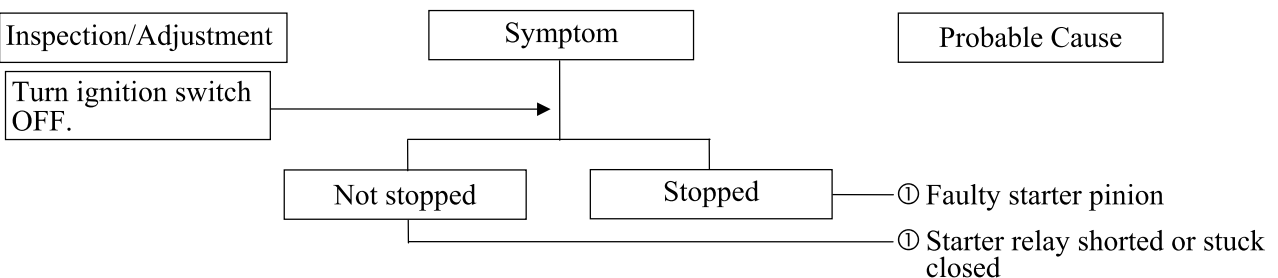 Inspection/Adjustment
Symptom
Probable Cause
Turn ignition switch
OFF.
Not stopped
Stopped
① Faulty starter pinion
① Starter relay shorted or stuck
closed